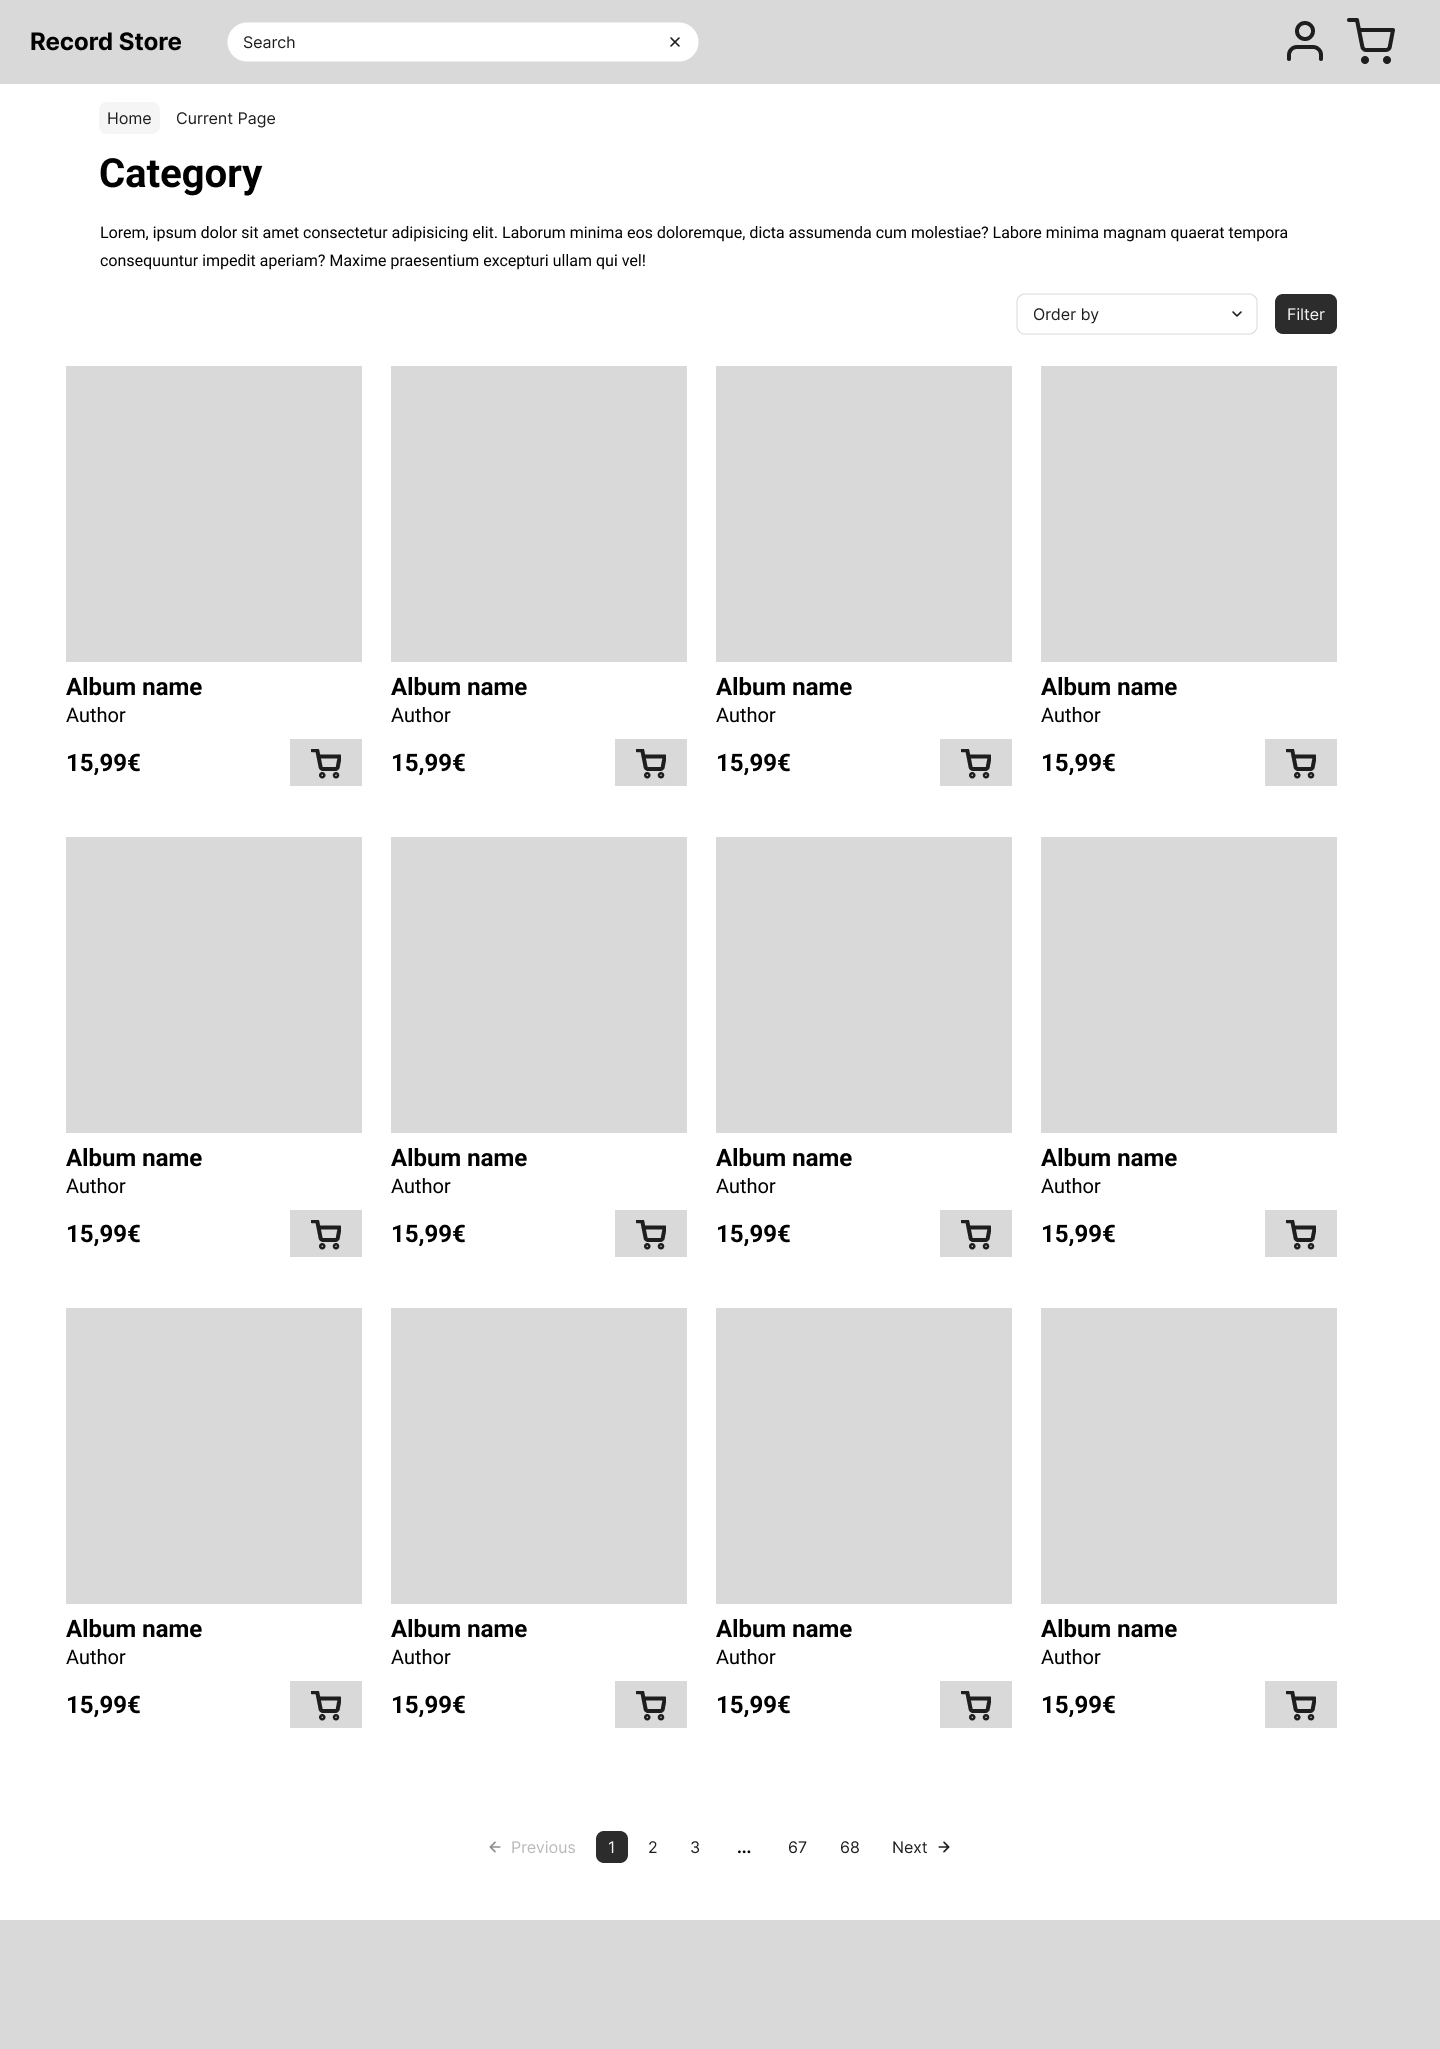 Record Store Search
Home Current Page
Category
Lorem, ipsum dolor sit amet consectetur adipisicing elit. Laborum minima eos doloremque, dicta assumenda cum molestiae? Labore minima magnam quaerat tempora
consequuntur impedit aperiam? Maxime praesentium excepturi ullam qui vel!
Order by Filter
Album name Album name Album name Album name
Author Author Author Author
15,99€ 15,99€ 15,99€ 15,99€
Album name Album name Album name Album name
Author Author Author Author
15,99€ 15,99€ 15,99€ 15,99€
Album name Album name Album name Album name
Author Author Author Author
15,99€ 15,99€ 15,99€ 15,99€
← Previous 1 2 3 ... 67 68 Next →